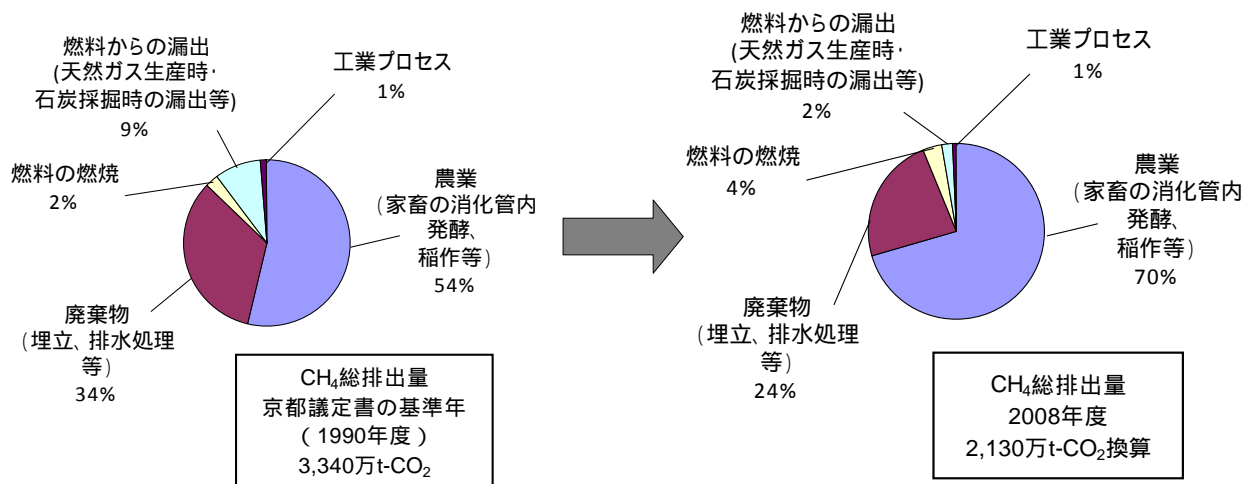 燃料からの漏出
(天然ガス生産時・
石炭採掘時の漏出等)
9%
工業プロセス
1%
燃料の燃焼
2%
農業
(家畜の消化管内
発酵、
稲作等)
54%
廃棄物
(埋立、排水処理
等)
34%
CH₄総排出量
京都議定書の基準年
(1990年度)
3,340万t-CO₂
燃料からの漏出
(天然ガス生産時・
石炭採掘時の漏出等)
2%
工業プロセス
1%
燃料の燃焼
4%
農業
(家畜の消化管内
発酵、
稲作等)
70%
廃棄物
(埋立、排水処理
等)
24%
CH₄総排出量
2008年度
2,130万t-CO₂換算